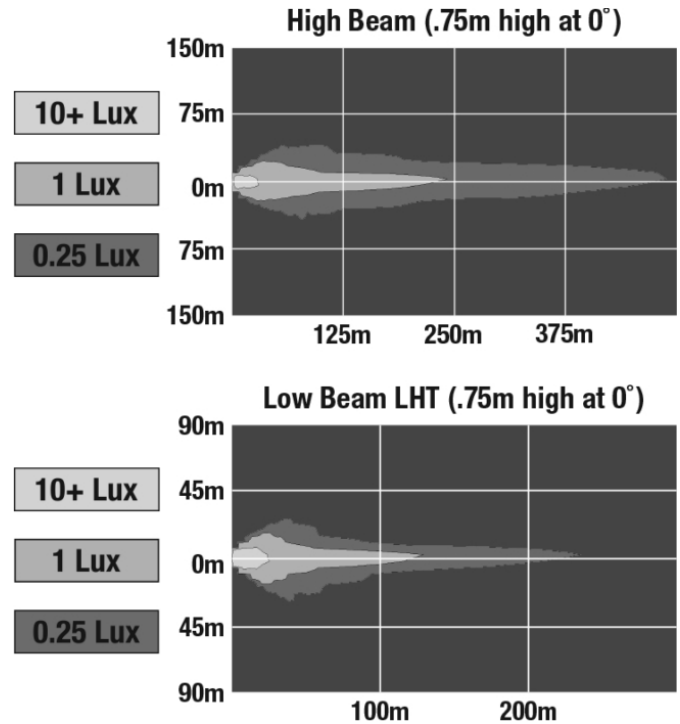 High Beam (.75m high at 0°)
150m
10+ Lux
75m
1 Lux
0m
0.25 Lux
75m
150m
125m 250m 375m
Low Beam LHT (.75m high at 0°)
90m
10+ Lux
45m
1 Lux
0m
0.25 Lux
45m
90m
100m 200m